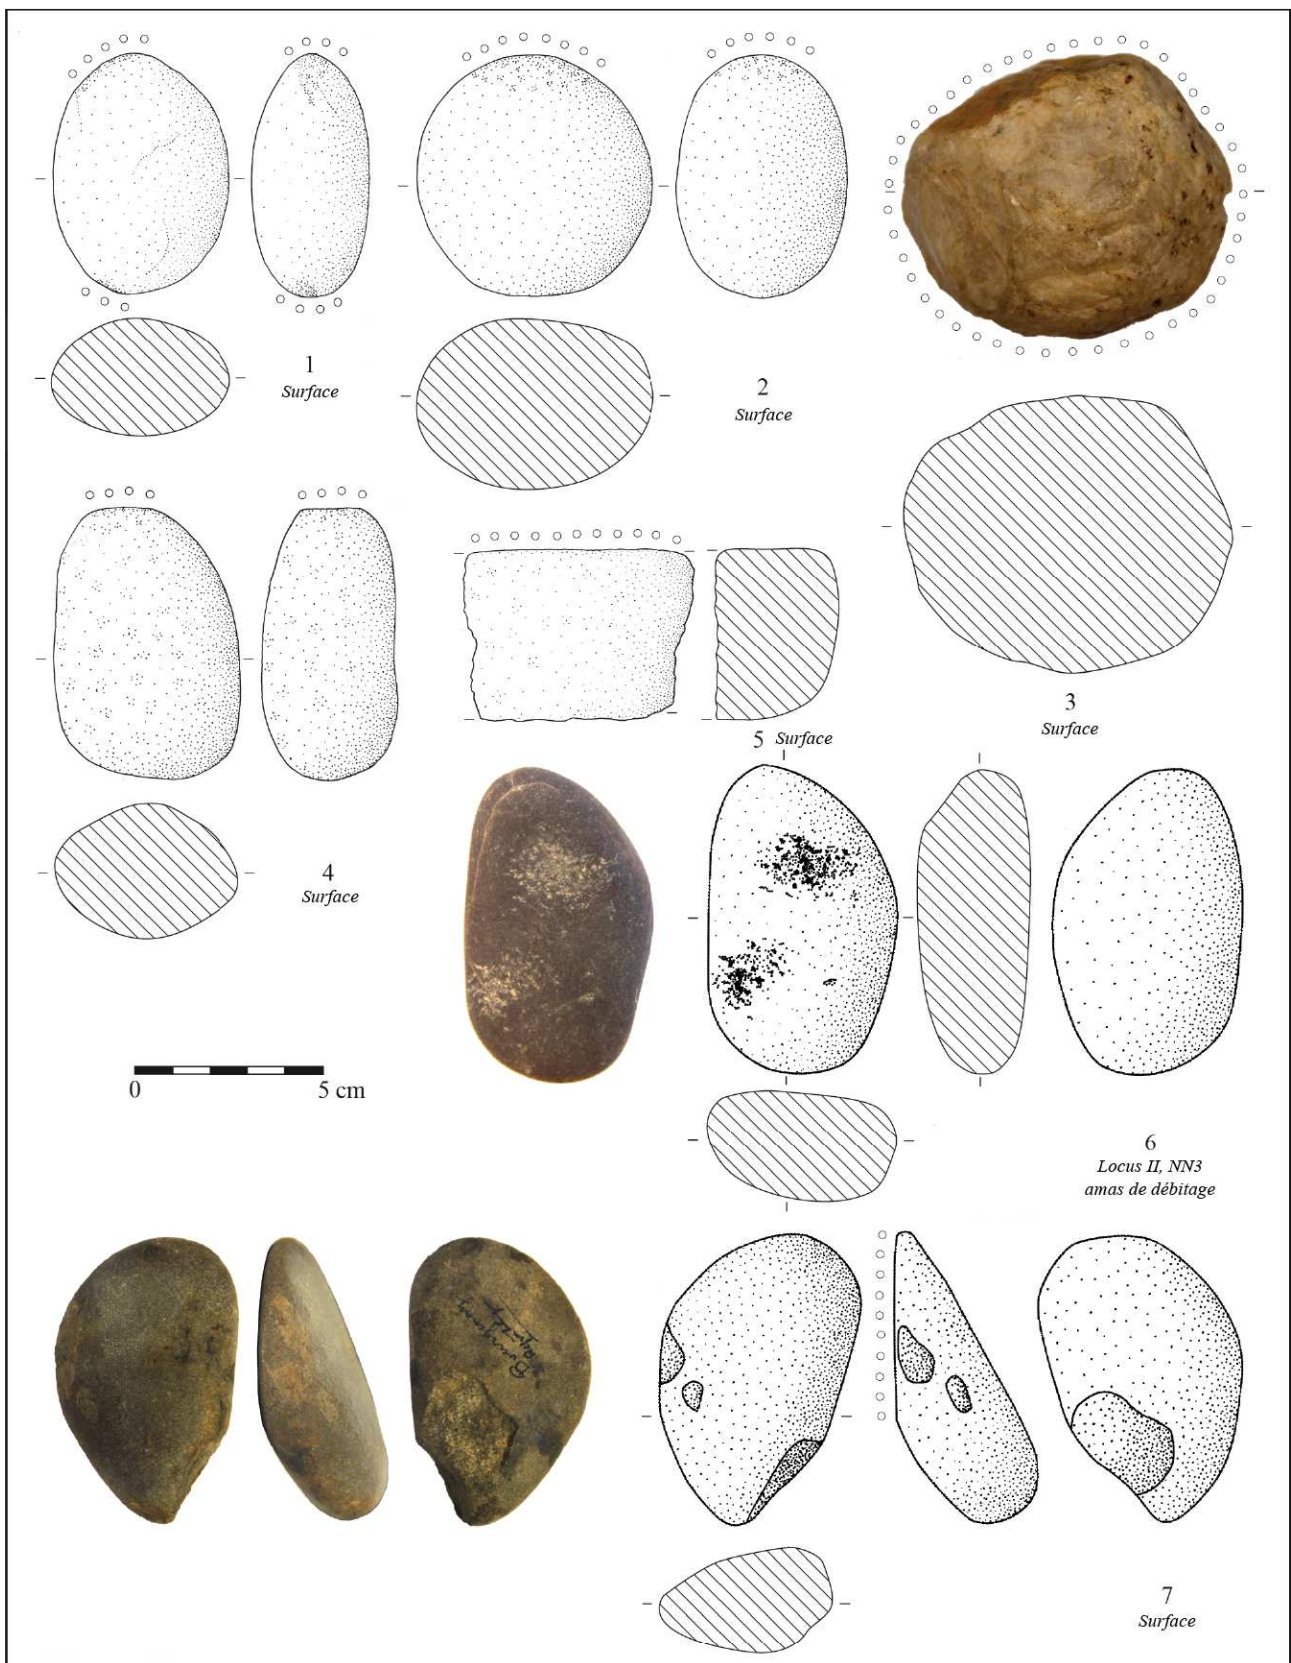 1
Surface
2
Surface
3
Surface
4
Surface
5 Surface
0 5 cm
6
Locus II, NN3
amas de débitage
7
Surface